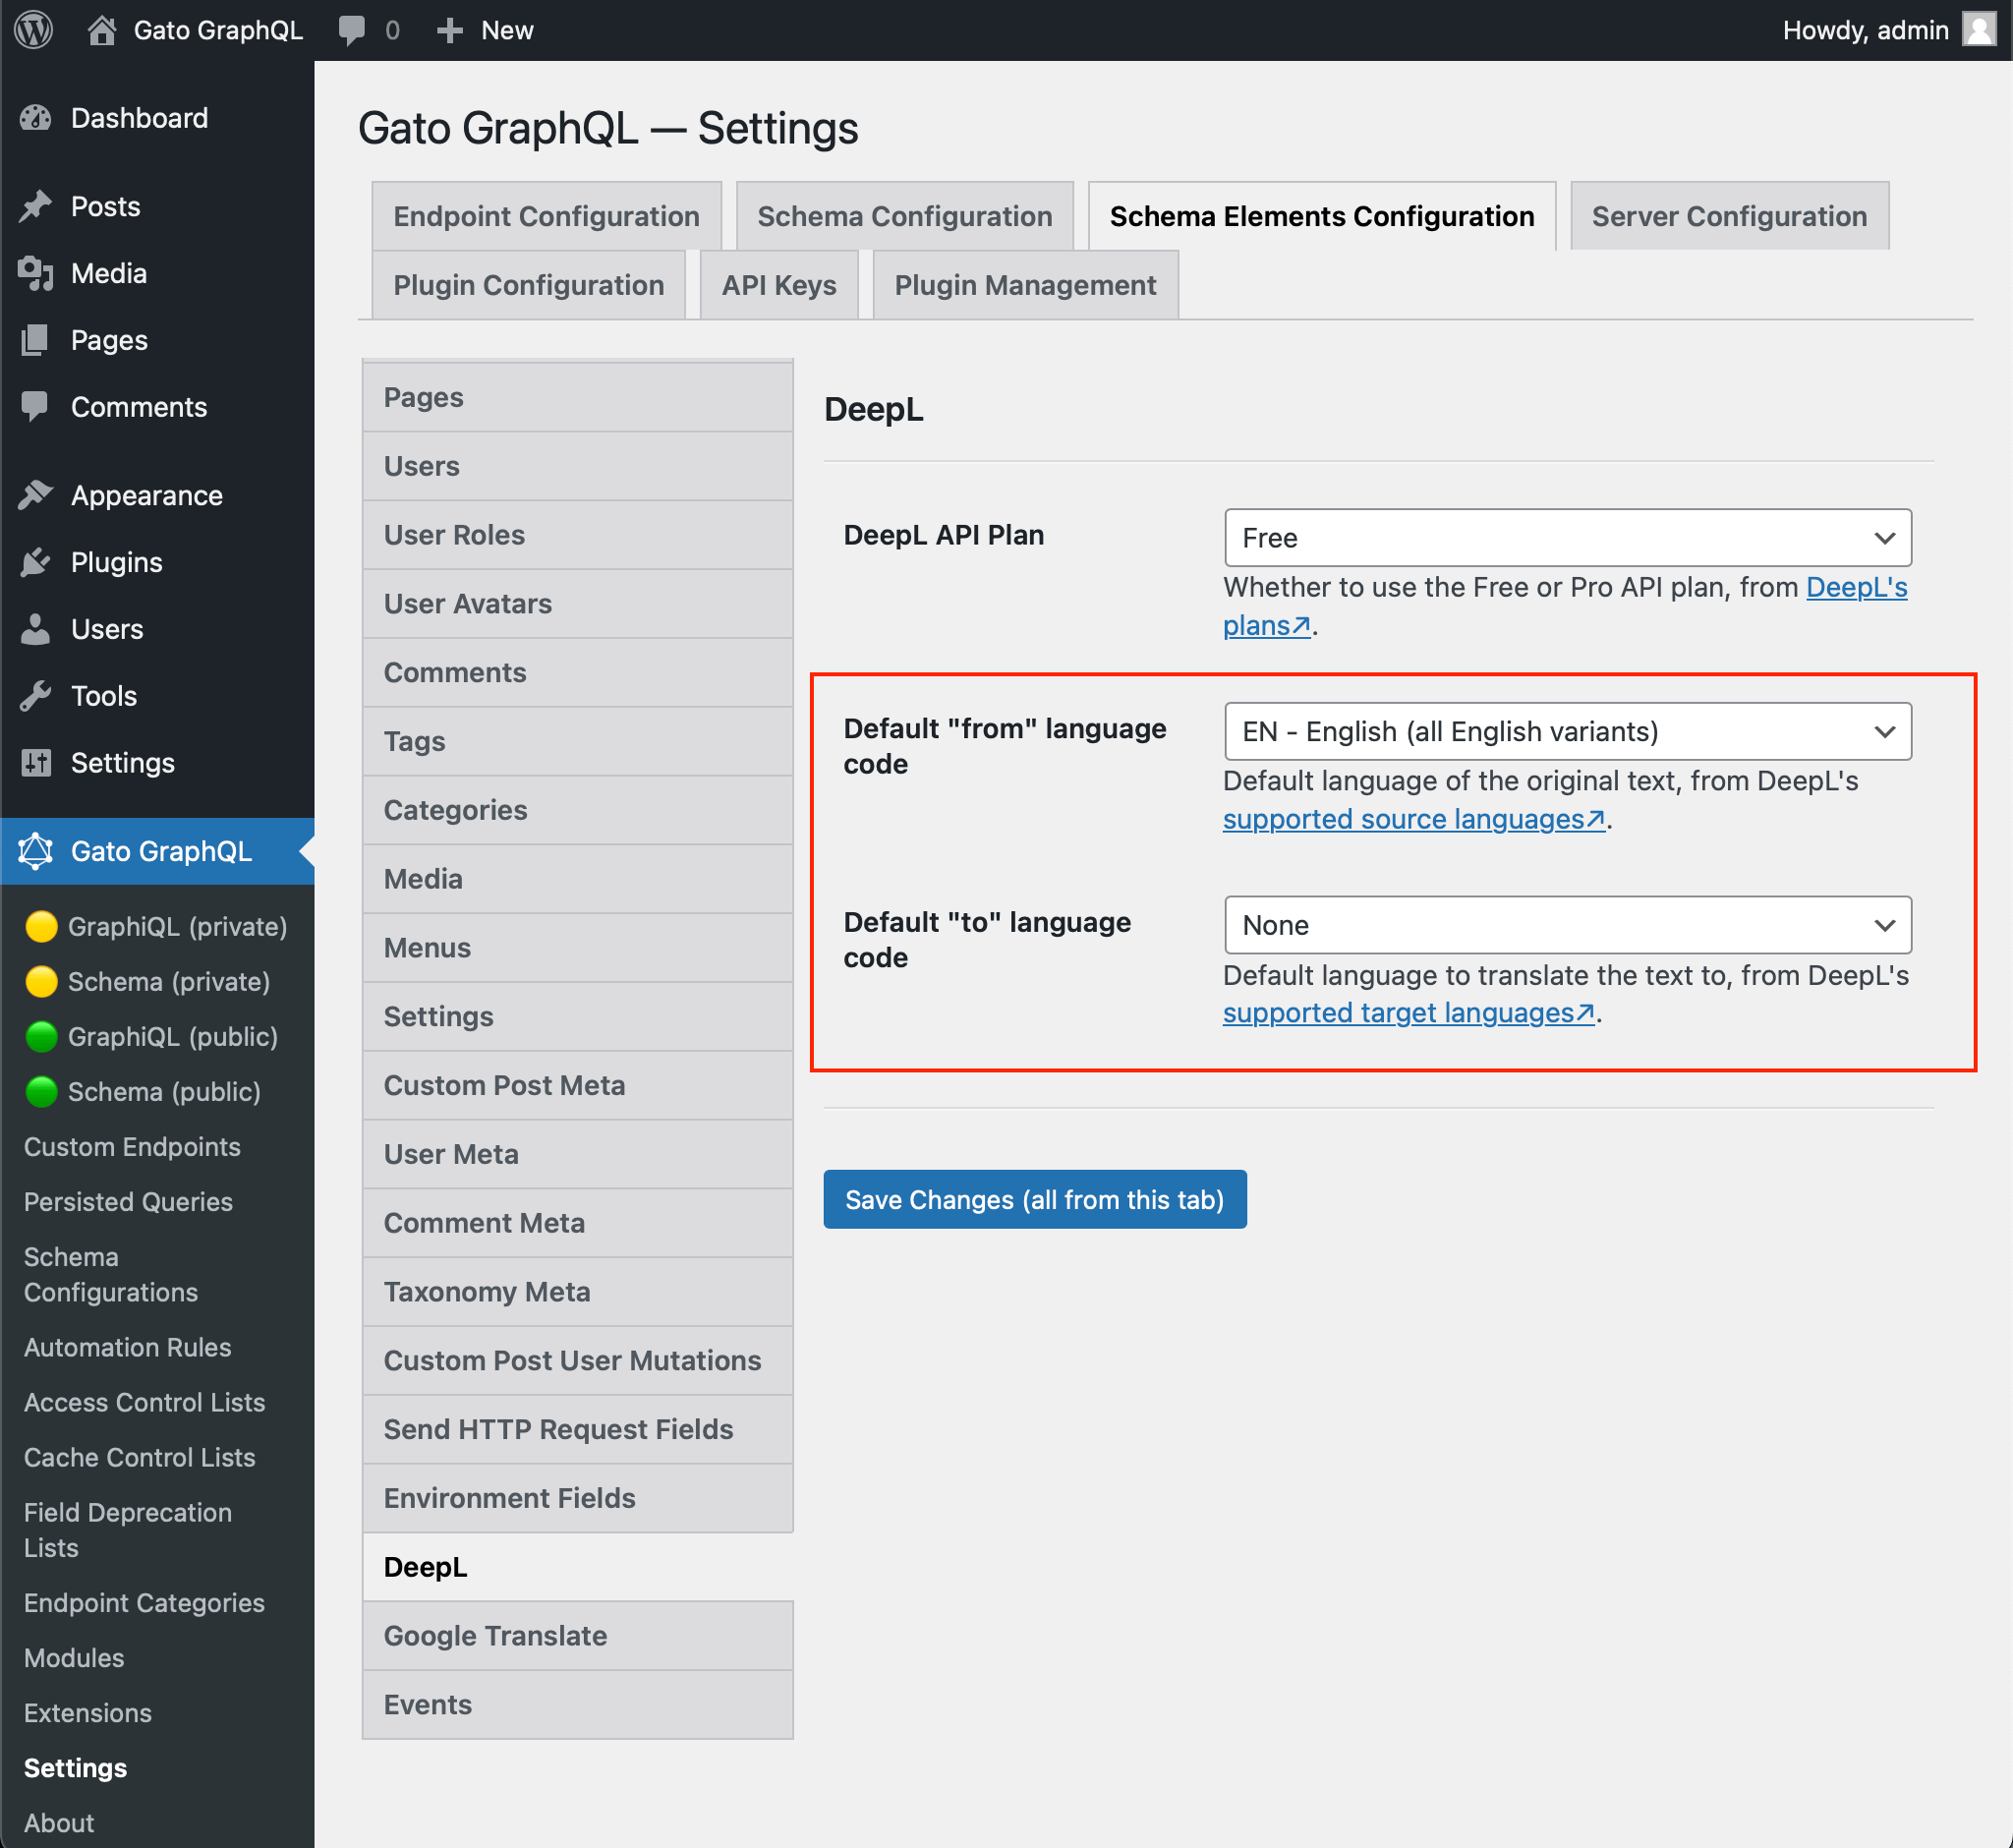 Gato GraphQL
0
New
Howdy, admin
Dashboard
Posts
Media
Pages
Comments
Appearance
Plugins
Users
Tools
Settings
Gato GraphQL
GraphiQL (private)
Schema (private)
GraphiQL (public)
Schema (public)
Custom Endpoints
Persisted Queries
Schema
Configurations
Automation Rules
Access Control Lists
Cache Control Lists
Field Deprecation
Lists
Endpoint Categories
Modules
Extensions
Settings
About
Gato GraphQL — Settings
Endpoint Configuration
Schema Configuration
Schema Elements Configuration
Server Configuration
Plugin Configuration
API Keys
Plugin Management
Pages
Users
User Roles
User Avatars
Comments
Tags
Categories
Media
Menus
Settings
Custom Post Meta
User Meta
Comment Meta
Taxonomy Meta
Custom Post User Mutations
Send HTTP Request Fields
Environment Fields
DeepL
Google Translate
Events
DeepL
DeepL API Plan
Free
Whether to use the Free or Pro API plan, from DeepL's
plans↗.
Default "from" language
code
EN - English (all English variants)
Default language of the original text, from DeepL's
supported source languages↗.
Default "to" language
code
None
Default language to translate the text to, from DeepL's
supported target languages↗.
Save Changes (all from this tab)